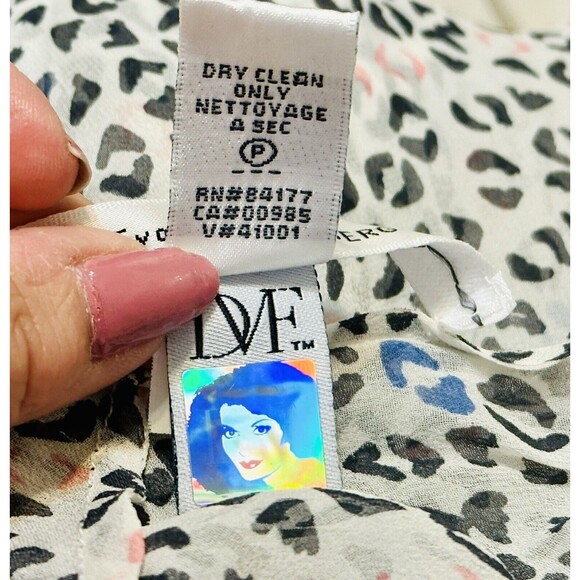 DRY CLEAN
ONLY
NETTOYAGE
A SEC
P
RN#84177
CA#00985
V#41001
DVF™